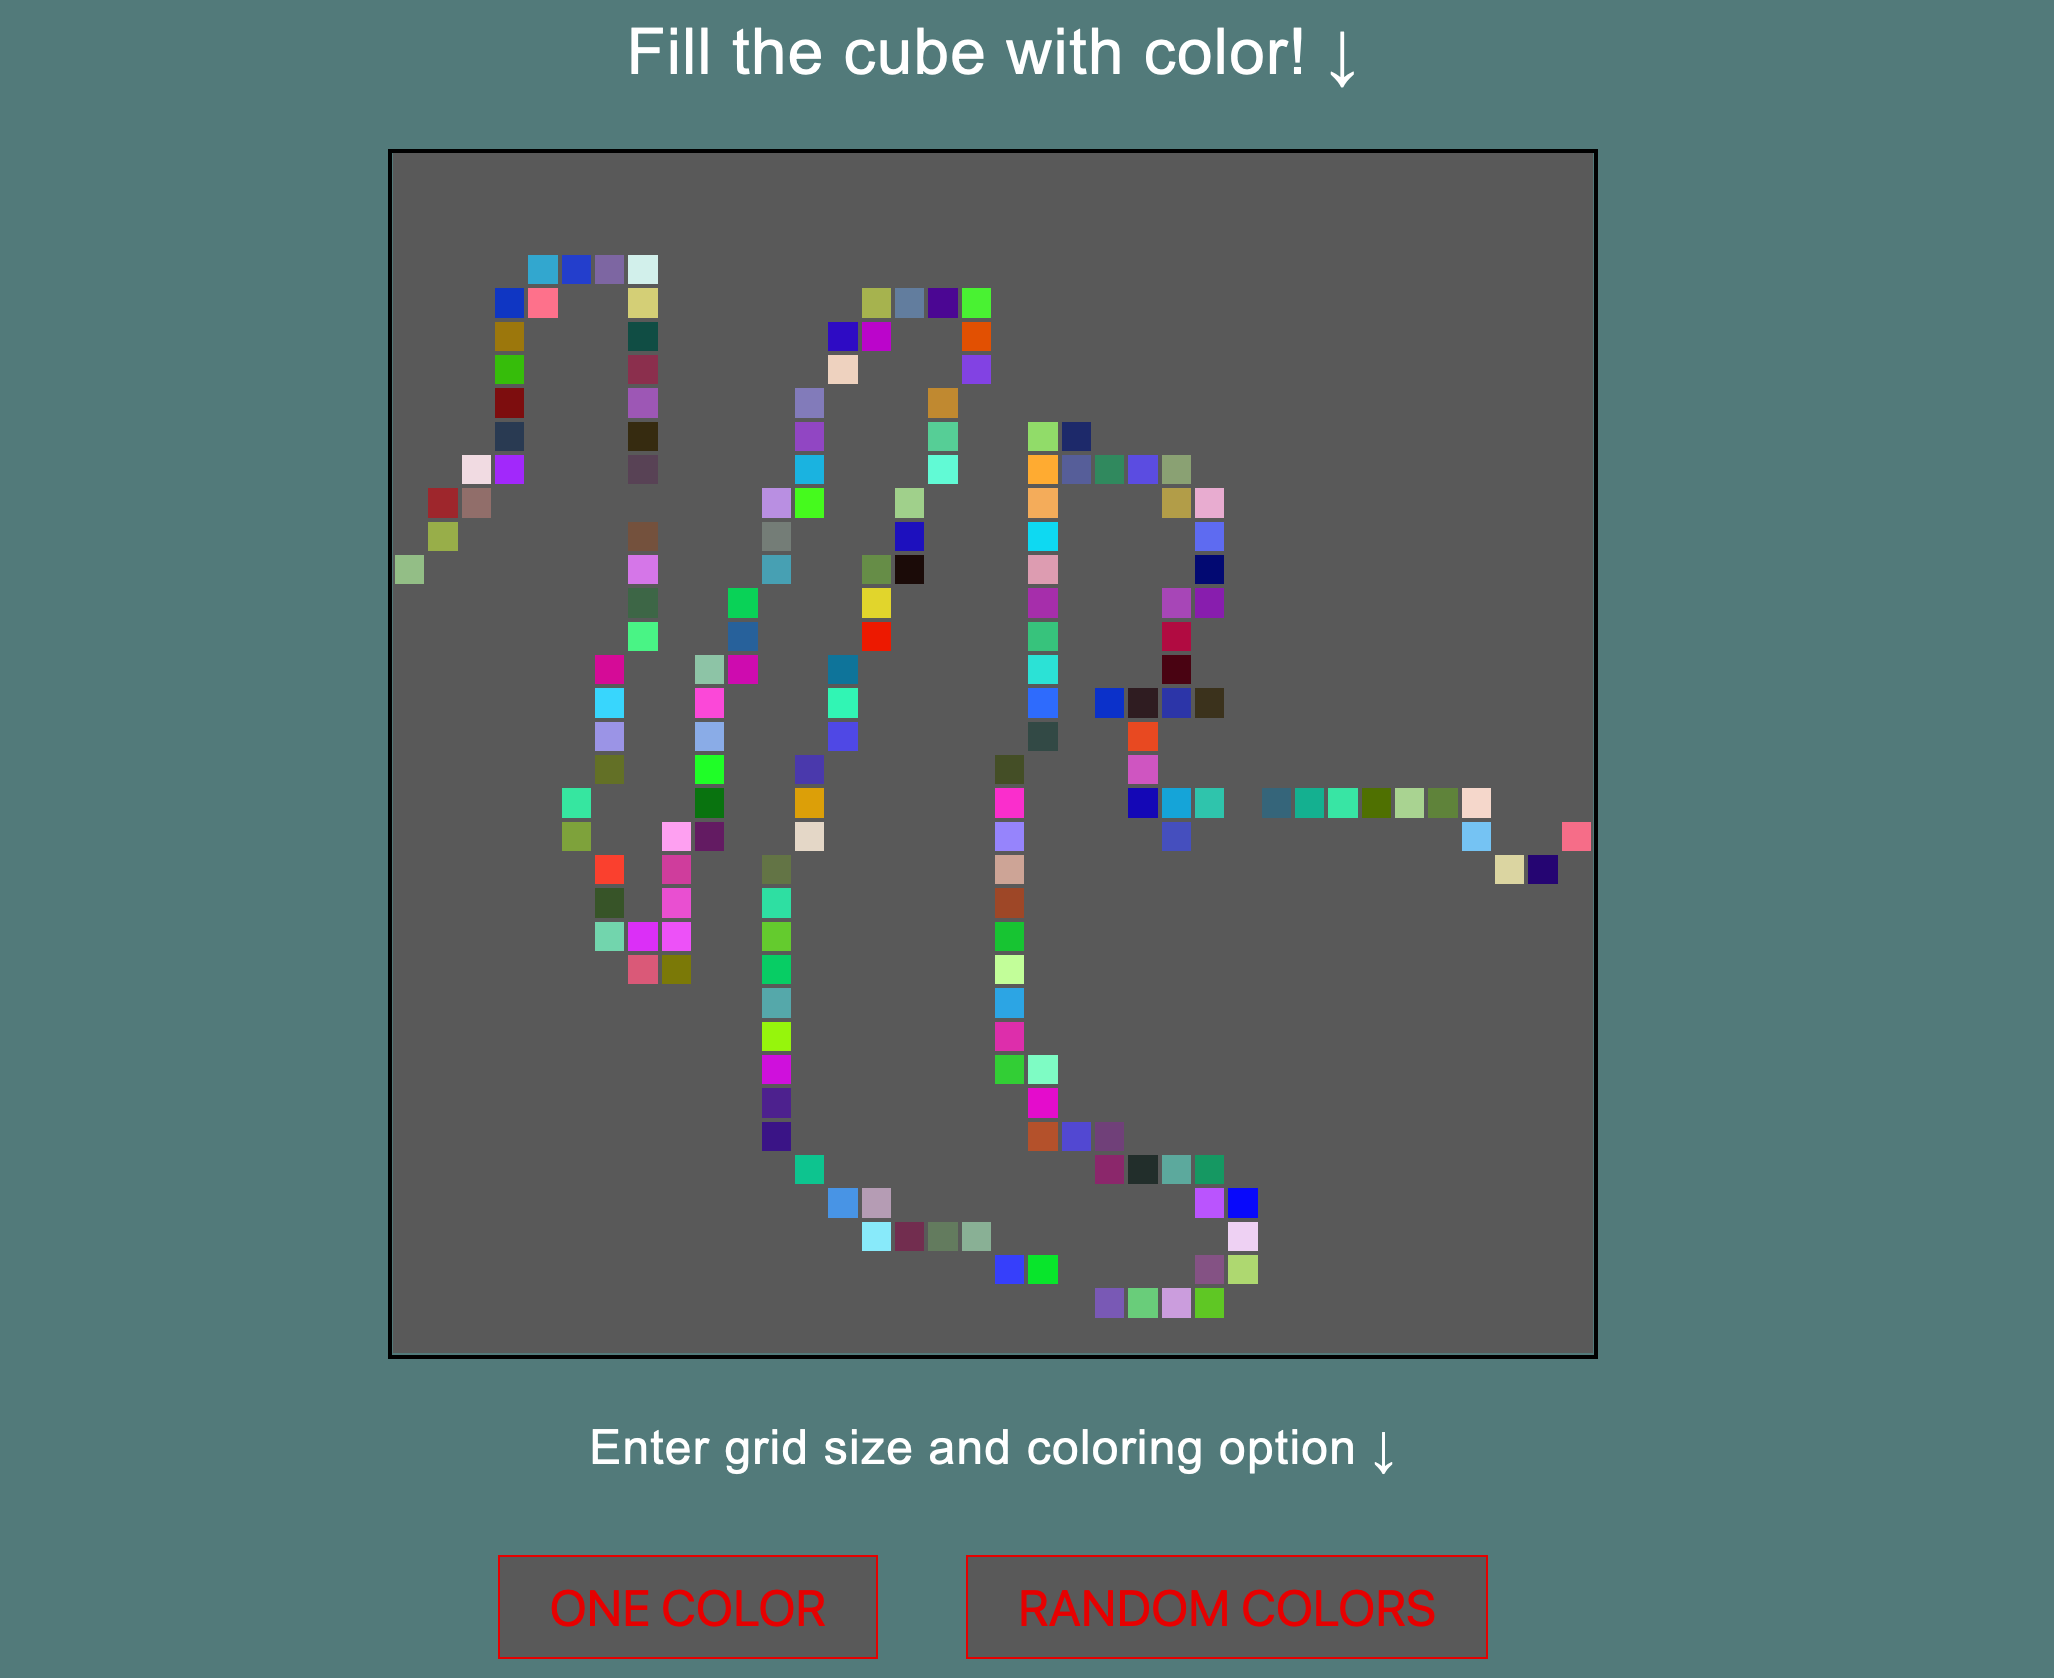 Fill the cube with color! ↓
Enter grid size and coloring option ↓
ONE COLOR
RANDOM COLORS